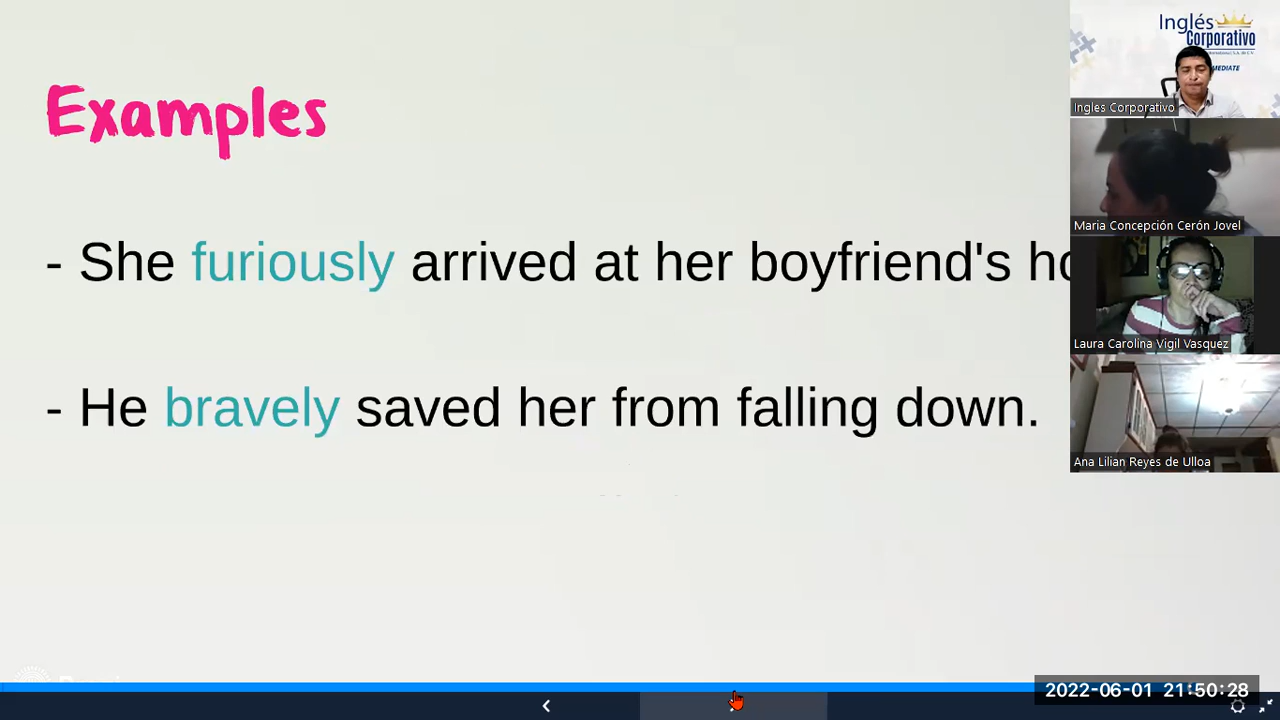 Examples
- She furiously arrived at her boyfriend's
- He bravely saved her from falling down.
Inglés
Corporativo
Ingles Corporativo
Maria Concepción Cerón Jovel
Laura Carolina Vigil Vasquez
Ana Lilian Reyes de Ulloa
2022-06-01 21:50:28